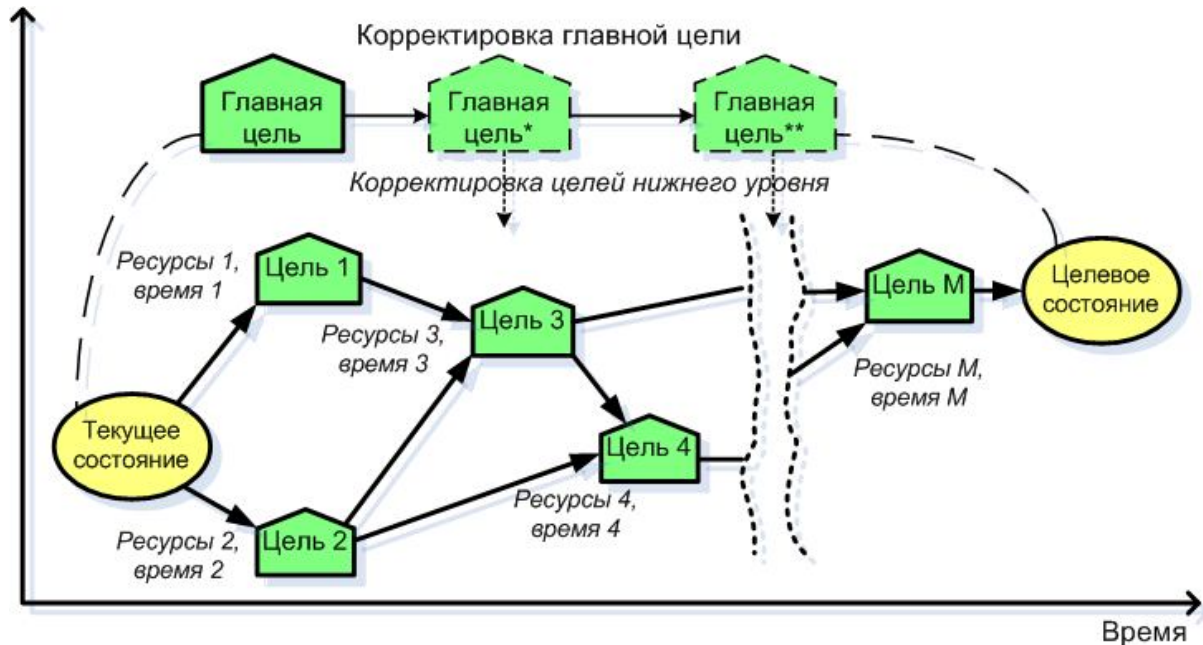 Корректировка главной цели
Главная
цель
Главная
цель*
Главная
цель**
Корректировка целей нижнего уровня
Ресурсы 1,
время 1
Цель 1
Ресурсы 3,
время 3
Цель 3
Цель М
Целевое
состояние
Ресурсы М,
время М
Текущее
состояние
Цель 4
Ресурсы 4,
время 4
Ресурсы 2,
время 2
Цель 2
Время